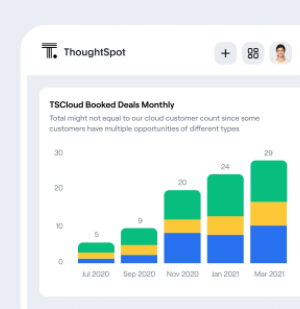 ThoughtSpot
TSCloud Booked Deals Monthly
Total might not equal to our cloud customer count since some
customers have multiple opportunities of different types
30
29
24
20
20
9
10
5
0
Jul 2020 Sep 2020 Nov 2020 Jan 2021 Mar 2021